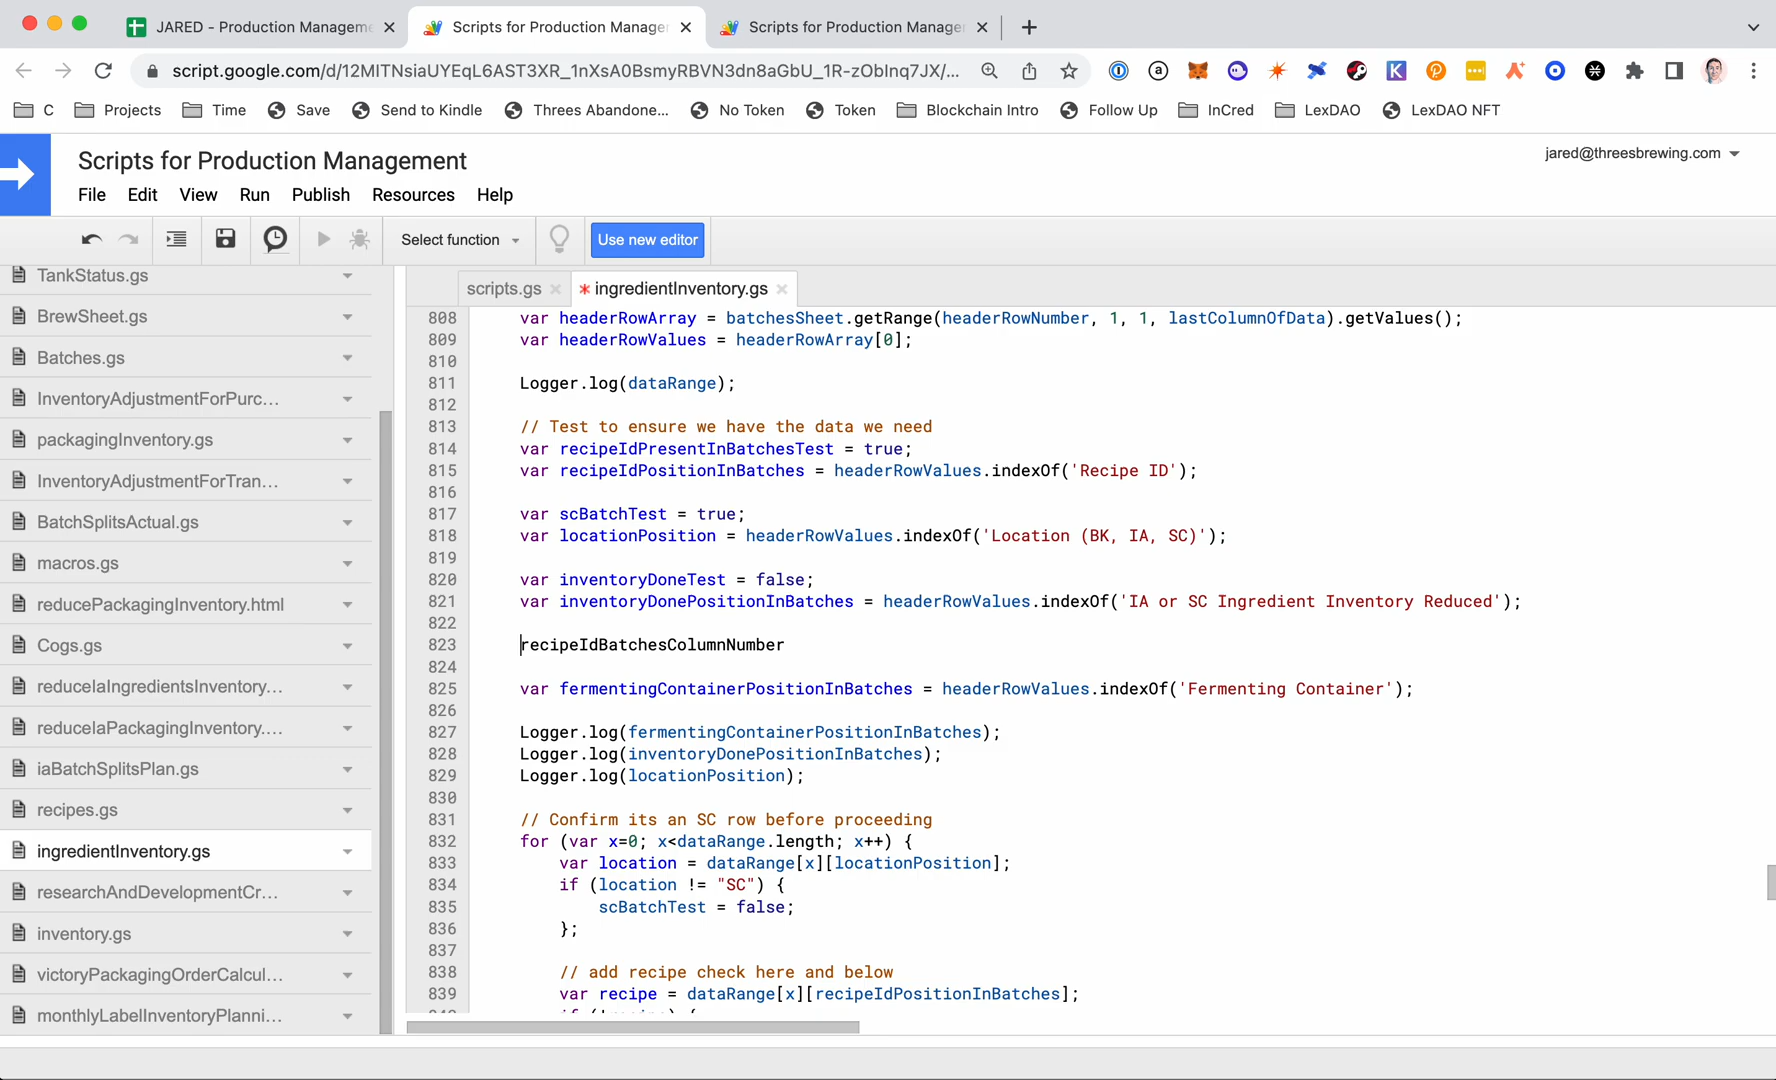 JARED - Production Manageme
Scripts for Production Manager
Scripts for Production Manager
script.google.com/d/12MITNsiaUYEqL6AST3XR_1nXsA0BsmyRBVN3dn8aGbU_1R-zOblnq7JX/...
C
Projects
Time
Save
Send to Kindle
Threes Abandone...
No Token
Token
Blockchain Intro
Follow Up
InCred
LexDAO
LexDAO NFT
Scripts for Production Management
jared@threesbrewing.com
File Edit View Run Publish Resources Help
Select function
Use new editor
TankStatus.gs
BrewSheet.gs
Batches.gs
InventoryAdjustmentForPurc...
packagingInventory.gs
InventoryAdjustmentForTran...
BatchSplitsActual.gs
macros.gs
reducePackagingInventory.html
Cogs.gs
reduceIaIngredientsInventory...
reduceIaPackagingInventory....
iaBatchSplitsPlan.gs
recipes.gs
ingredientInventory.gs
researchAndDevelopmentCr...
inventory.gs
victoryPackagingOrderCalcul...
monthlyLabelInventoryPlanni...
scripts.gs
* ingredientInventory.gs
808 var headerRowArray = batchesSheet.getRange(headerRowNumber, 1, 1, lastColumnOfData).getValues();
809 var headerRowValues = headerRowArray[0];
810
811 Logger.log(dataRange);
812
813 // Test to ensure we have the data we need
814 var recipeIdPresentInBatchesTest = true;
815 var recipeIdPositionInBatches = headerRowValues.indexOf('Recipe ID');
816
817 var scBatchTest = true;
818 var locationPosition = headerRowValues.indexOf('Location (BK, IA, SC)');
819
820 var inventoryDoneTest = false;
821 var inventoryDonePositionInBatches = headerRowValues.indexOf('IA or SC Ingredient Inventory Reduced');
822
823 recipeIdBatchesColumnNumber
824
825 var fermentingContainerPositionInBatches = headerRowValues.indexOf('Fermenting Container');
826
827 Logger.log(fermentingContainerPositionInBatches);
828 Logger.log(inventoryDonePositionInBatches);
829 Logger.log(locationPosition);
830
831 // Confirm its an SC row before proceeding
832 for (var x=0; x<dataRange.length; x++) {
833 var location = dataRange[x][locationPosition];
834 if (location != "SC") {
835 scBatchTest = false;
836 };
837
838 // add recipe check here and below
839 var recipe = dataRange[x][recipeIdPositionInBatches];